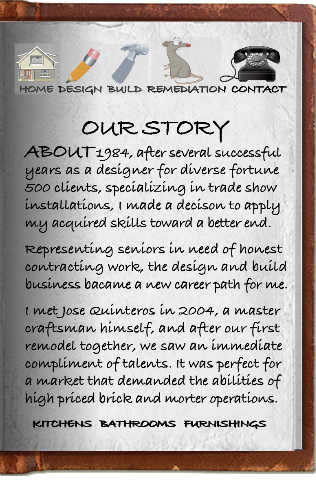 HOME DESIGN BUILD REMEDIATION CONTACT
OUR STORY
ABOUT 1984, after several successful
years as a designer for diverse fortune
500 clients, specializing in trade show
installations, I made a decison to apply
my acquired skills toward a better end.
Representing seniors in need of honest
contracting work, the design and build
business bacame a new career path for me.
I met Jose Quinteros in 2004, a master
craftsman himself, and after our first
remodel together, we saw an immediate
compliment of talents. It was perfect for
a market that demanded the abilities of
high priced brick and morter operations.
KITCHENS BATHROOMS FURNISHINGS